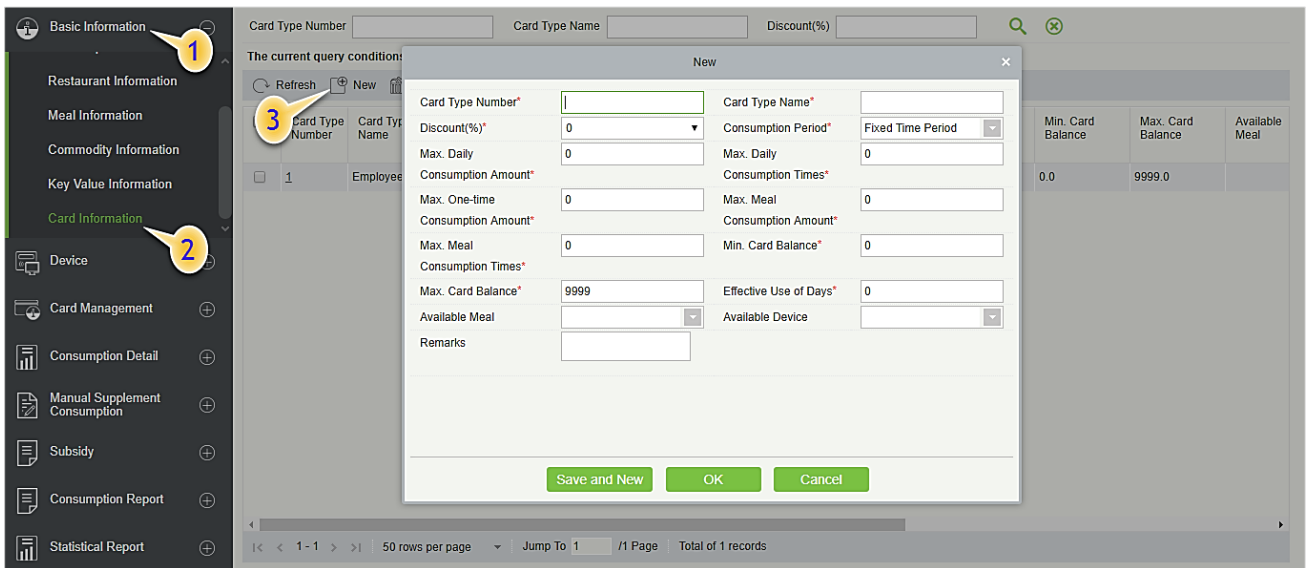 Basic Information
1
Restaurant Information
Meal Information
Commodity Information
Key Value Information
Card Information
2
Device
Card Management
Consumption Detail
Manual Supplement
Consumption
Subsidy
Consumption Report
Statistical Report
Card Type Number Card Type Name Discount(%)
The current query conditions
Refresh New
3
Card Type
Number
Card Typ
Name
Min. Card
Balance
Max. Card
Balance
Available
Meal
1 Employee 0.0 9999.0
New
Card Type Number* Card Type Name*
Discount(%)* 0 Consumption Period* Fixed Time Period
Max. Daily 0 Max. Daily 0
Consumption Amount* Consumption Times*
Max. One-time 0 Max. Meal 0
Consumption Amount* Consumption Amount*
Max. Meal 0 Min. Card Balance* 0
Consumption Times*
Max. Card Balance* 9999 Effective Use of Days* 0
Available Meal Available Device
Remarks
Save and New OK Cancel
1 - 1 50 rows per page Jump To 1 /1 Page Total of 1 records